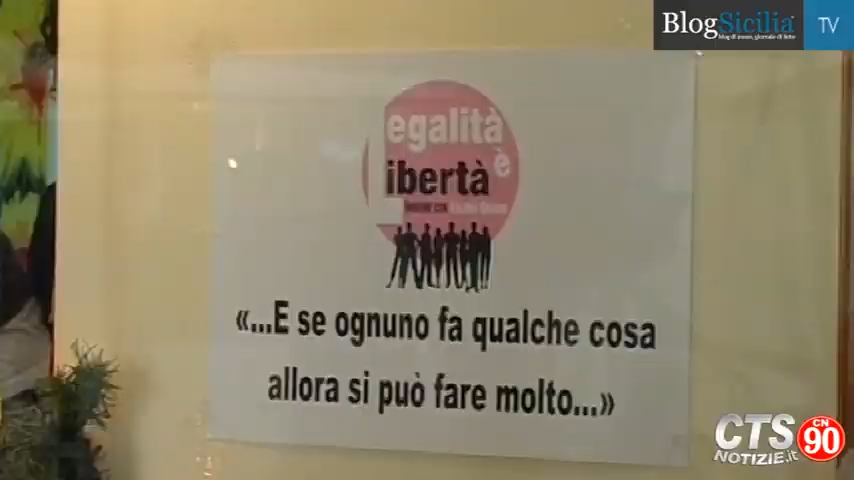 BlogSicilia TV
egalità
è
ibertà
«...E se ognuno fa qualche cosa
allora si può fare molto...»
CTS CN
NOTIZIE.it 90